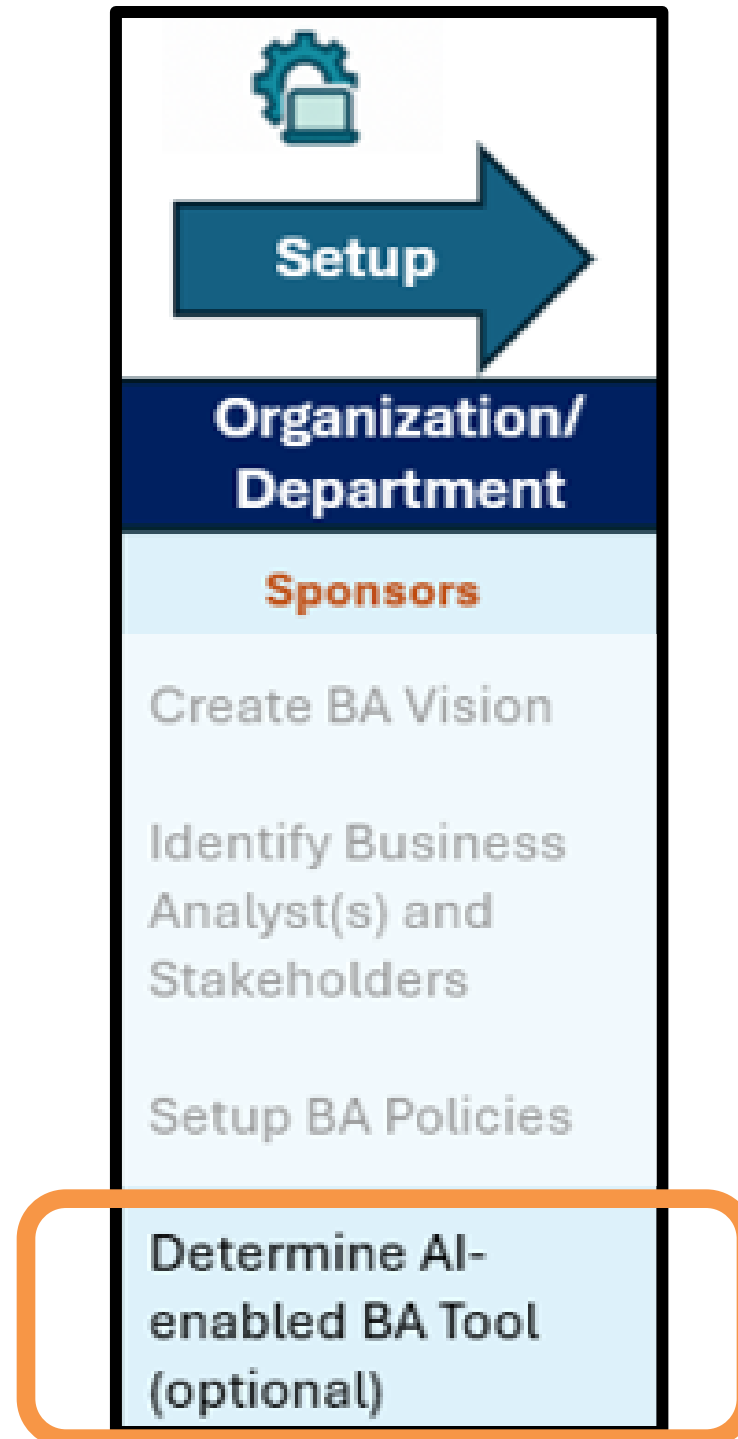 Setup
Organization/
Department
Sponsors
Create BA Vision
Identify Business
Analyst(s) and
Stakeholders
Setup BA Policies
Determine AI-
enabled BA Tool
(optional)